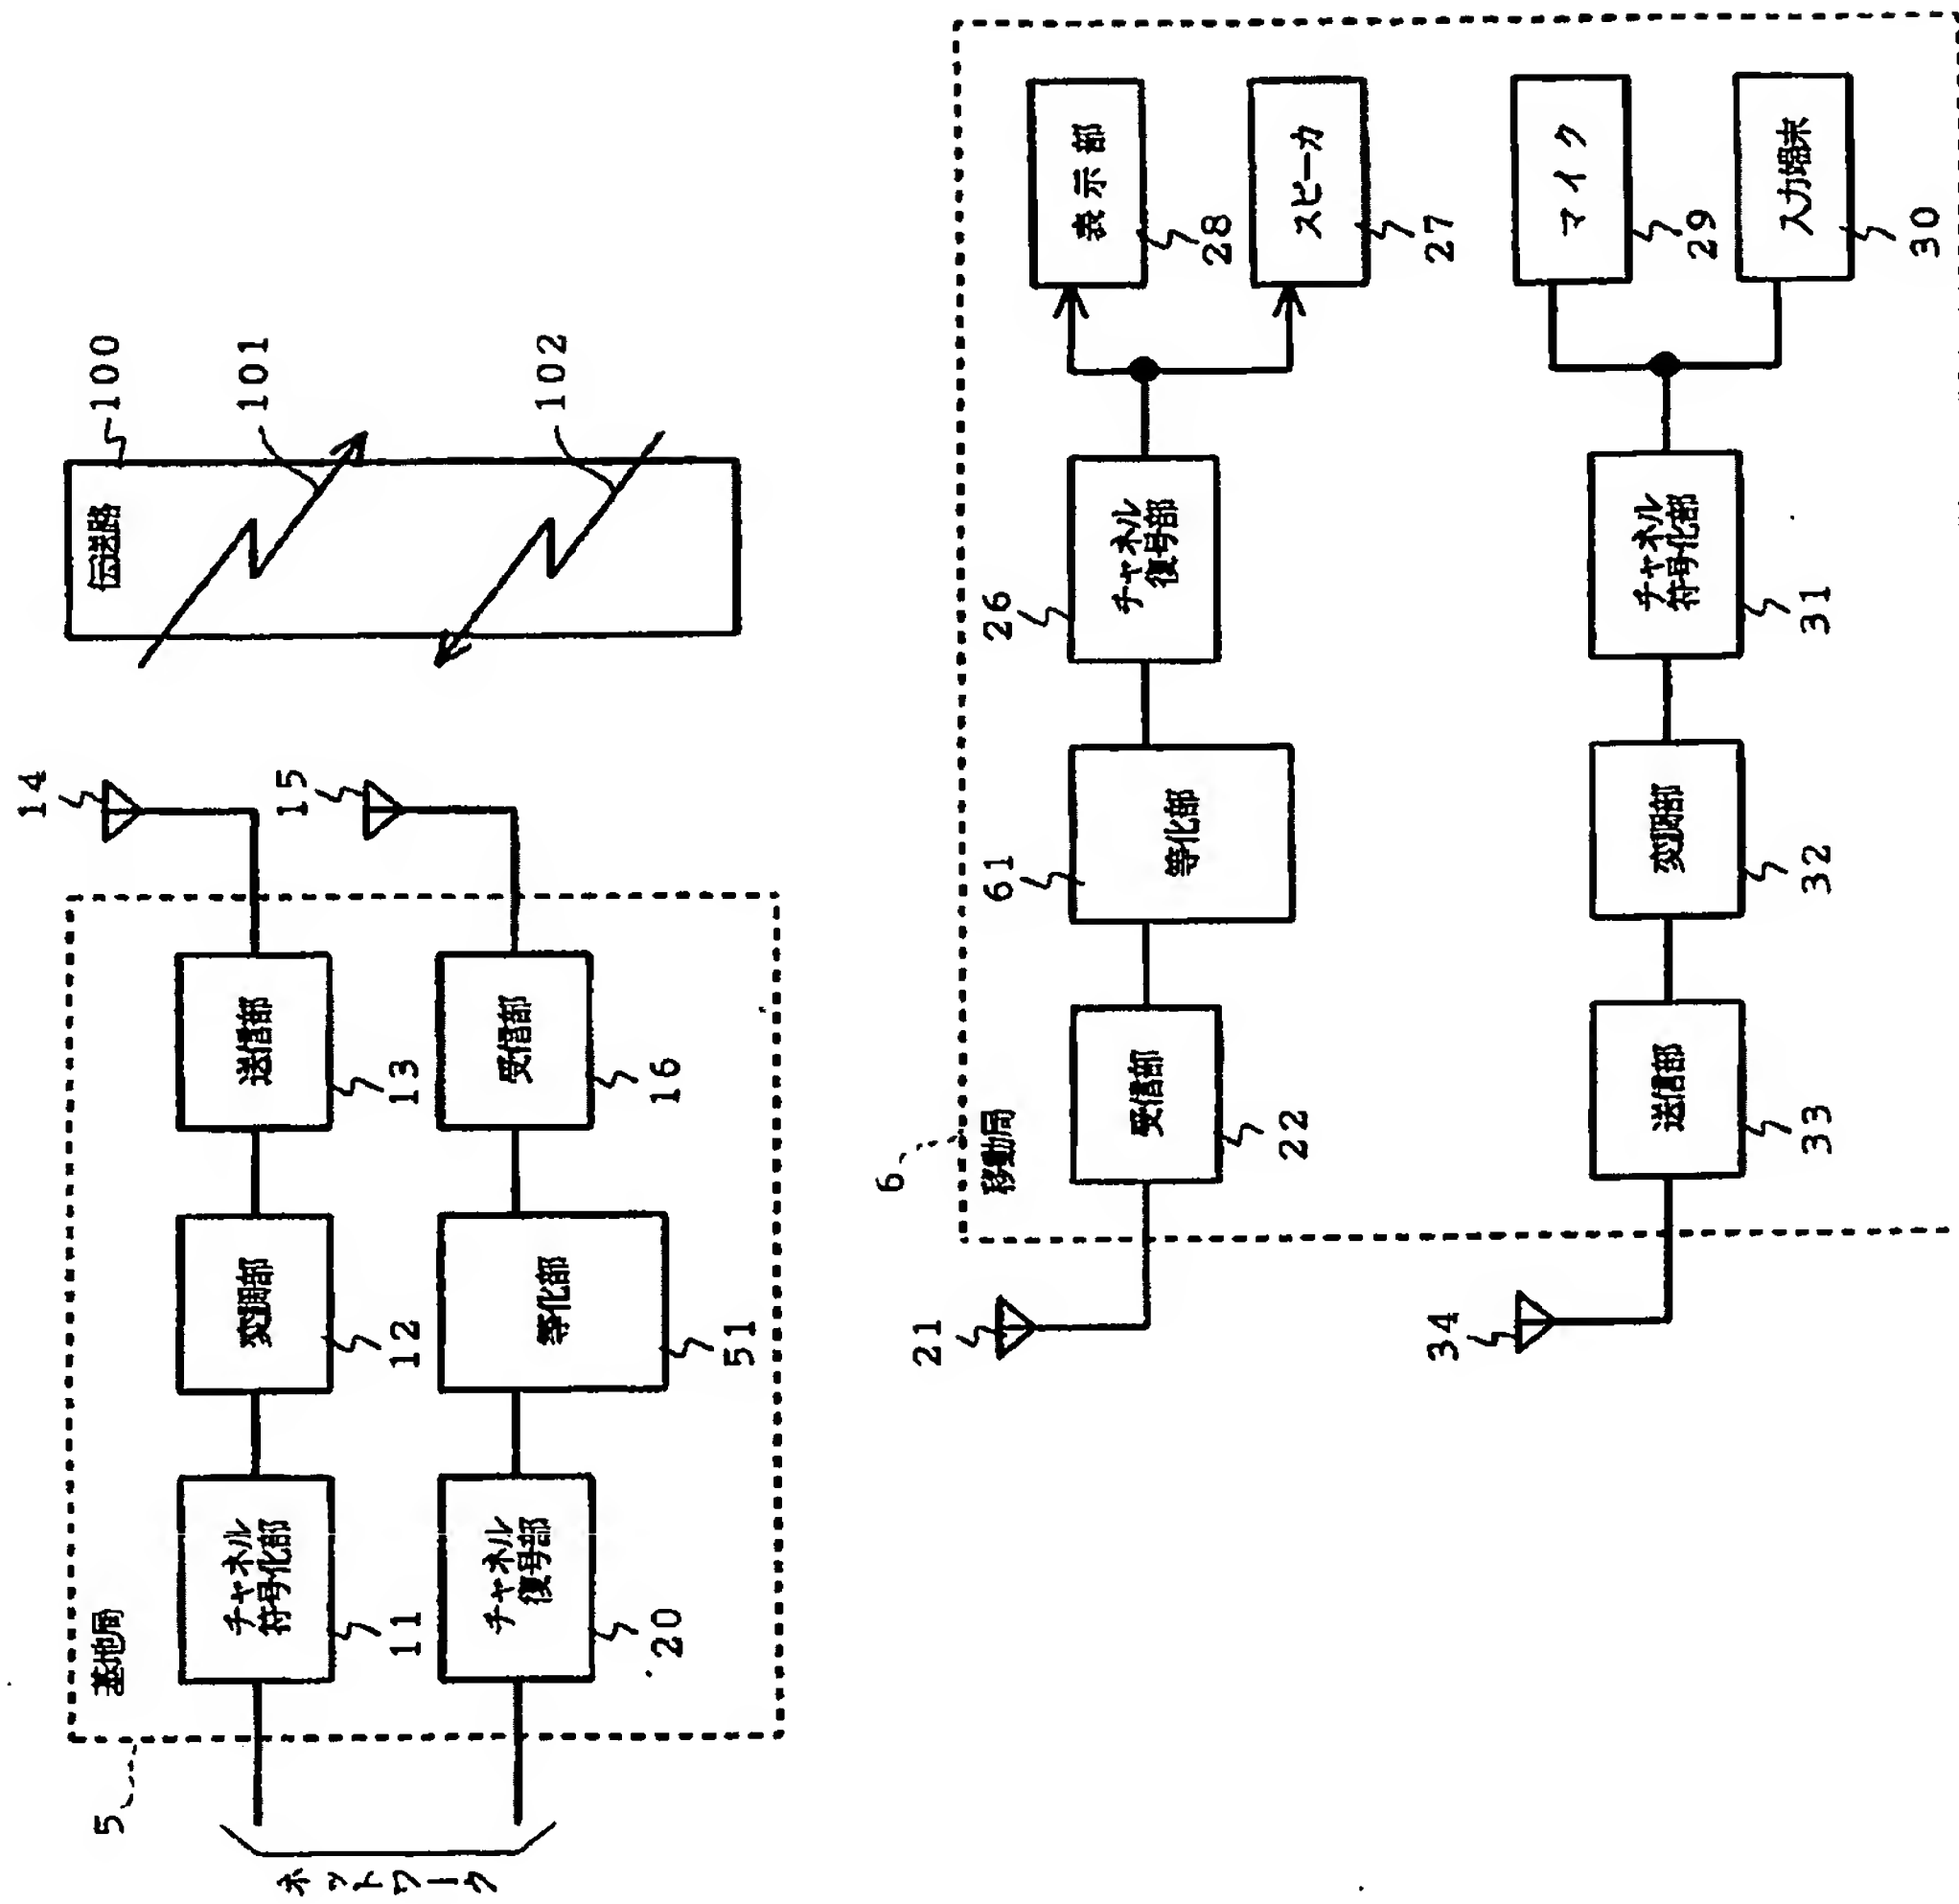 5
基地局
ネットワーク
チャネル
符号化部
11
変調部
12
送信部
13
14
チャネル
復号部
20
等化部
51
受信部
16
15
伝送路
100
101
102
6
移動局
21
受信部
22
等化部
61
チャネル
復号部
26
表示部
28
スピーカ
27
34
送信部
33
変調部
32
チャネル
符号化部
31
マイク
29
入力端末
30